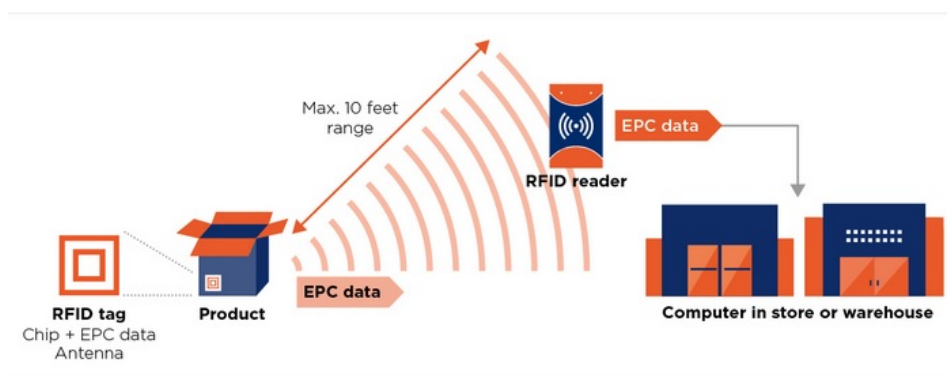 Max. 10 feet
range
EPC data
RFID reader
EPC data
RFID tag
Chip + EPC data
Antenna
Product
Computer in store or warehouse